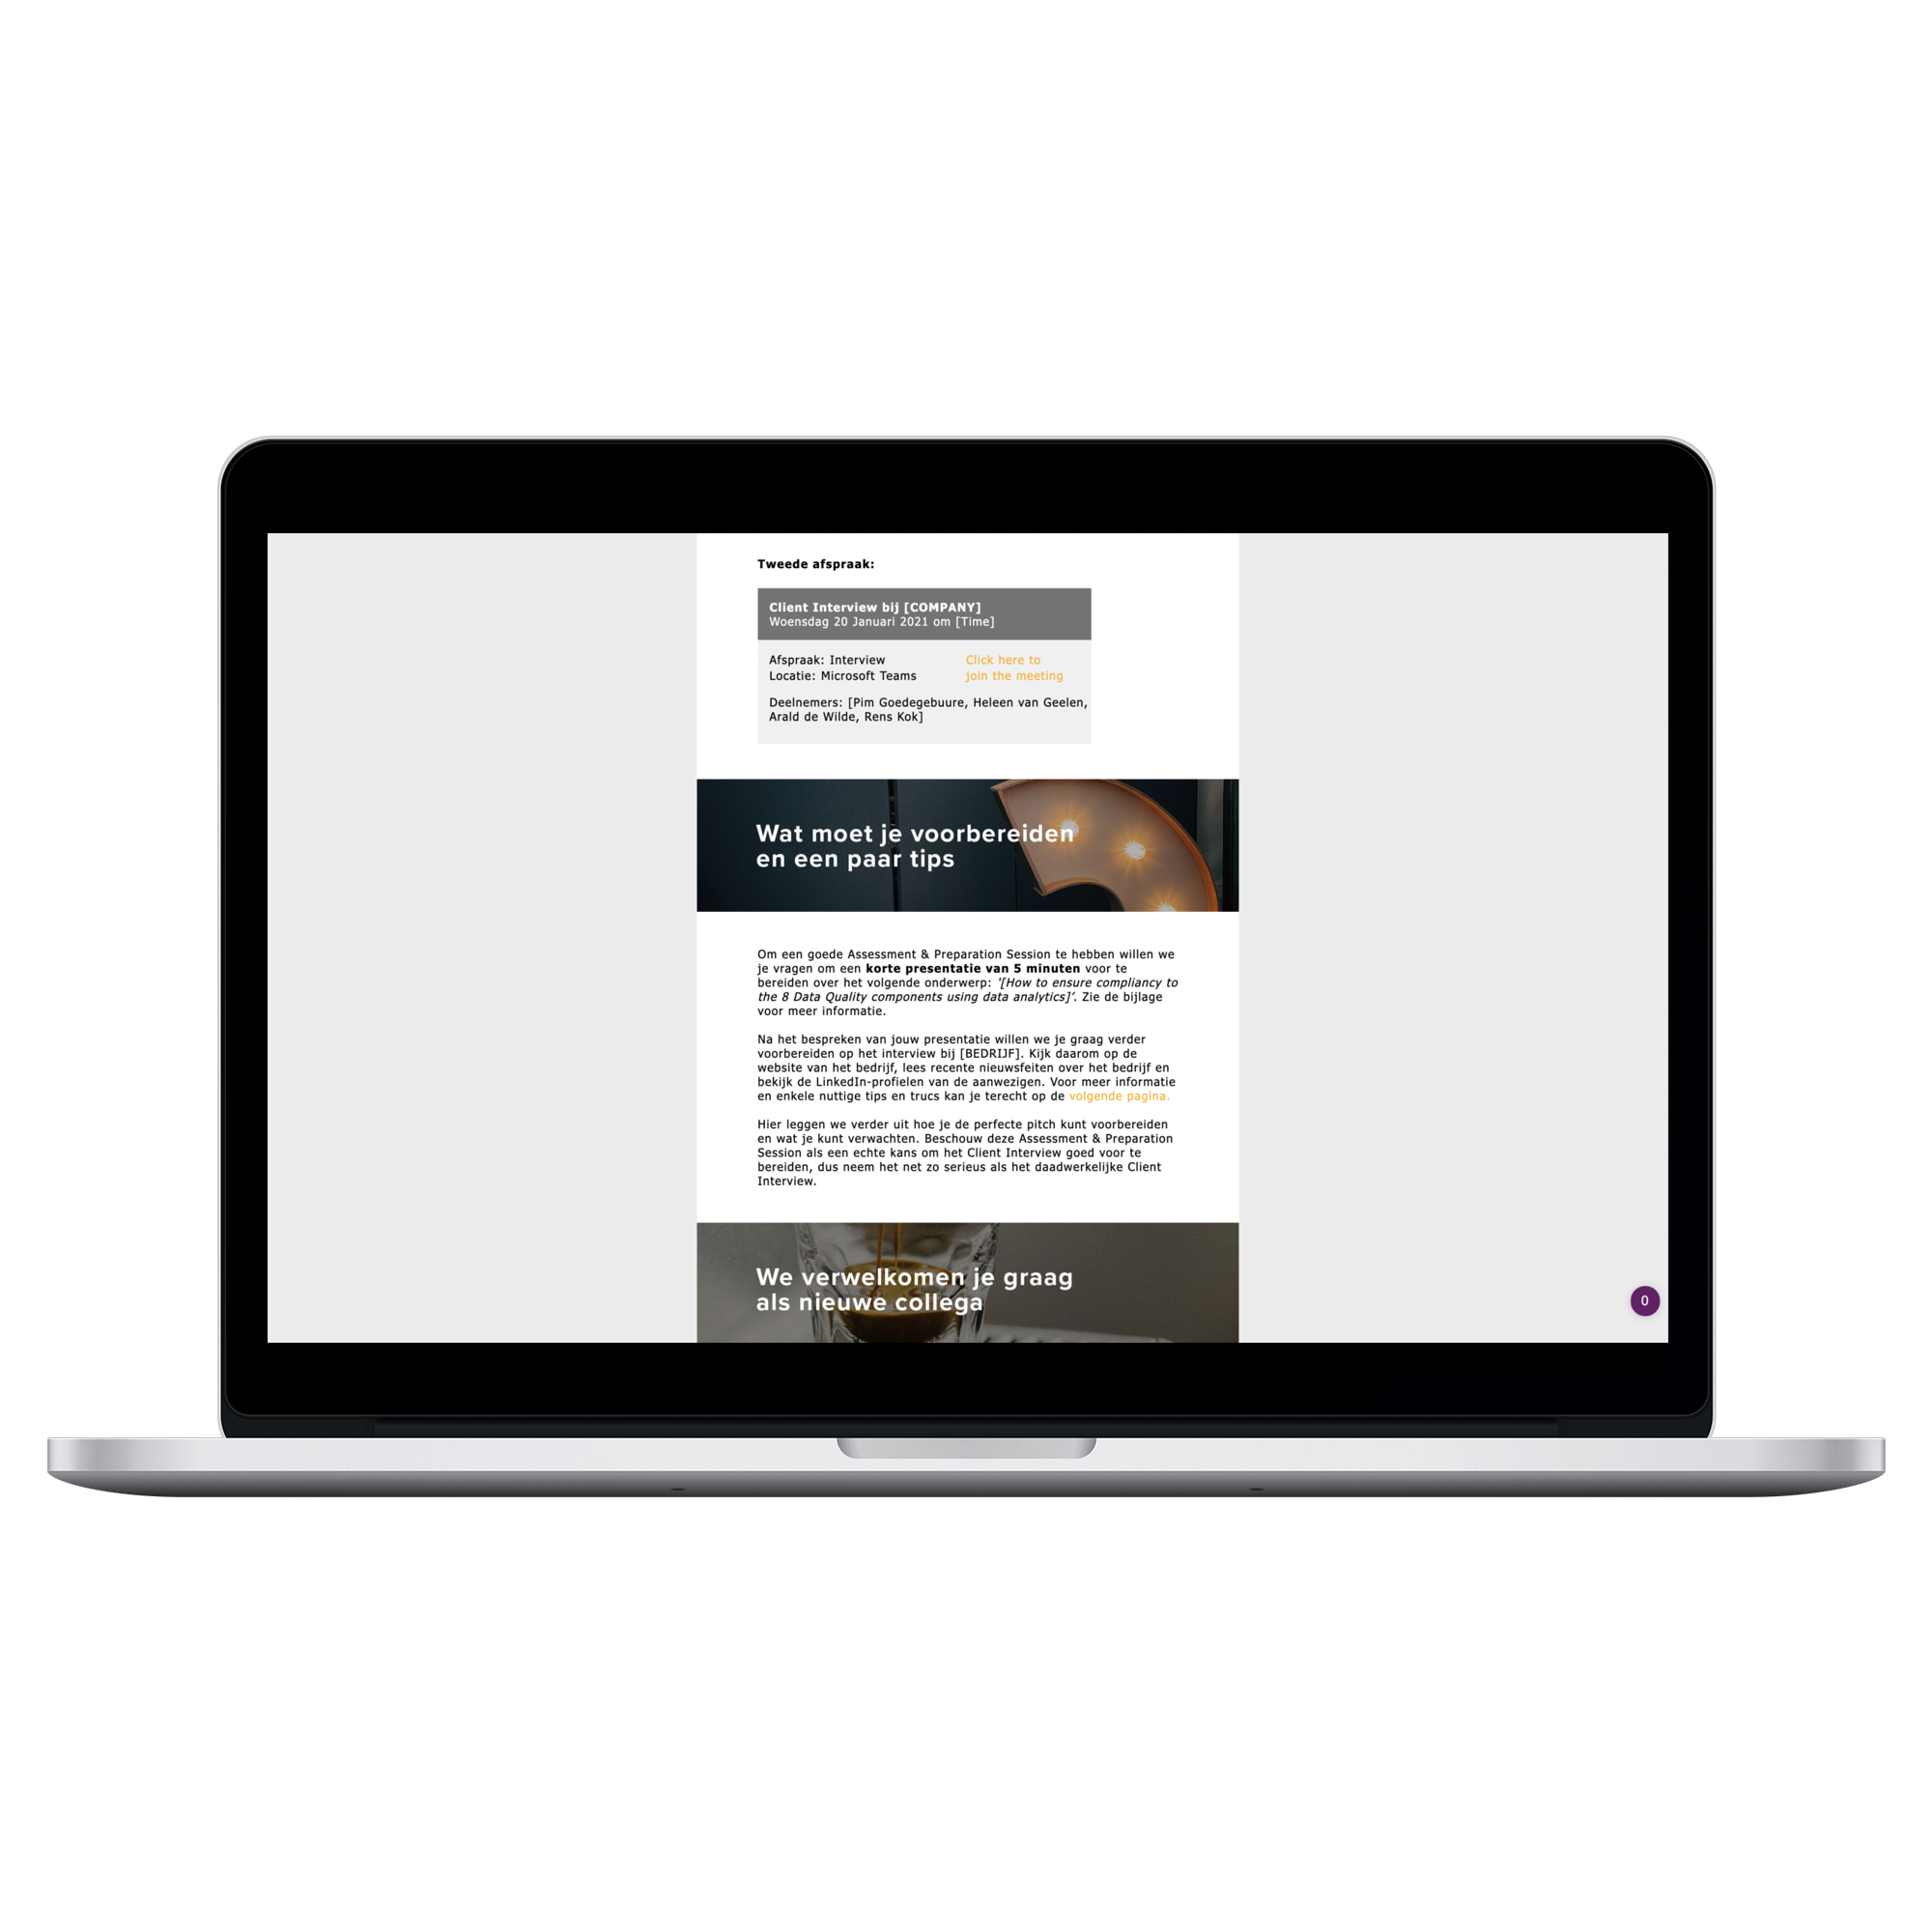 Tweede afspraak:
Client Interview bij [COMPANY]
Woensdag 20 Januari 2021 om [Time]
Afspraak: Interview
Locatie: Microsoft Teams
Click here to
join the meeting
Deelnemers: [Pim Goedegebuure, Heleen van Geelen,
Arald de Wilde, Rens Kok]
Wat moet je voorbereiden
en een paar tips
Om een goede Assessment & Preparation Session te hebben willen we
je vragen om een korte presentatie van 5 minuten voor te
bereiden over het volgende onderwerp: '[How to ensure compliancy to
the 8 Data Quality components using data analytics]'. Zie de bijlage
voor meer informatie.
Na het bespreken van jouw presentatie willen we je graag verder
voorbereiden op het interview bij [BEDRIJF]. Kijk daarom op de
website van het bedrijf, lees recente nieuwsfeiten over het bedrijf en
bekijk de LinkedIn-profielen van de aanwezigen. Voor meer informatie
en enkele nuttige tips en trucs kan je terecht op de volgende pagina.
Hier leggen we verder uit hoe je de perfecte pitch kunt voorbereiden
en wat je kunt verwachten. Beschouw deze Assessment & Preparation
Session als een echte kans om het Client Interview goed voor te
bereiden, dus neem het net zo serieus als het daadwerkelijke Client
Interview.
We verwelkomen je graag
als nieuwe collega
0